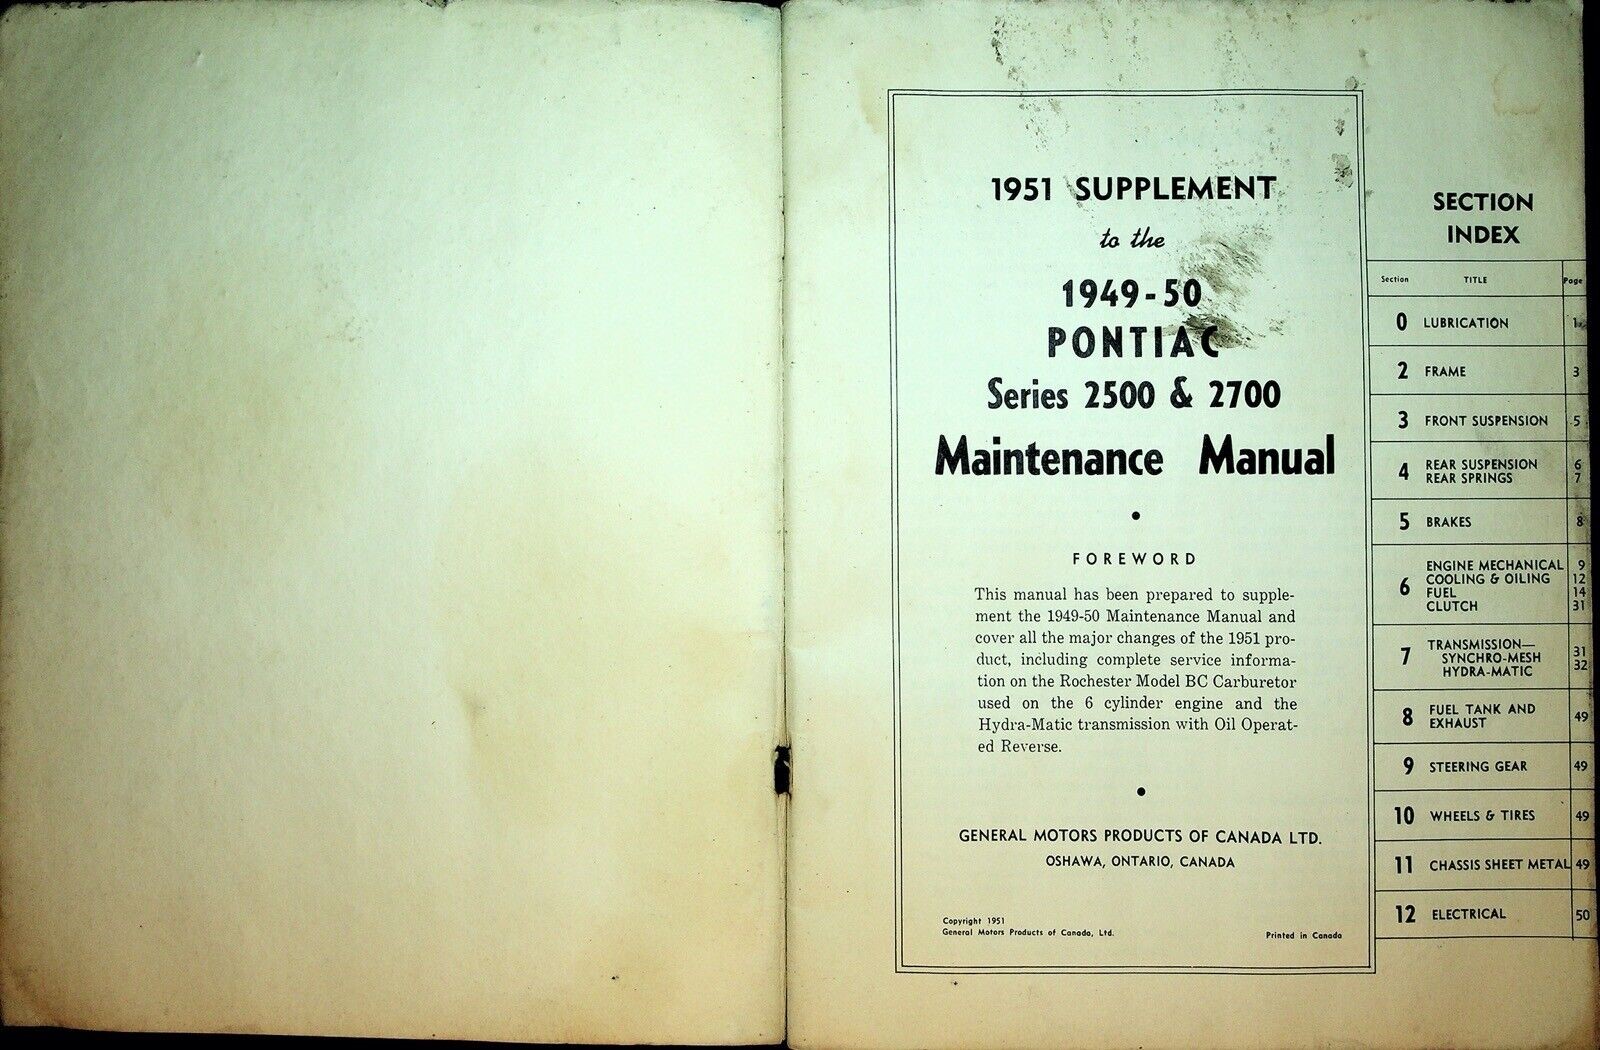 1951 SUPPLEMENT
to the
1949-50
PONTIAC
Series 2500 & 2700
Maintenance Manual
•
FOREWORD
This manual has been prepared to supple-
ment the 1949-50 Maintenance Manual and
cover all the major changes of the 1951 pro-
duct, including complete service informa-
tion on the Rochester Model BC Carburetor
used on the 6 cylinder engine and the
Hydra-Matic transmission with Oil Operat-
ed Reverse.
•
GENERAL MOTORS PRODUCTS OF CANADA LTD.
OSHAWA, ONTARIO, CANADA
Copyright 1951
General Motors Products of Canada, Ltd.
Printed in Canada
SECTION
INDEX
Section TITLE Page
0 LUBRICATION 1
2 FRAME 3
3 FRONT SUSPENSION 5
4 REAR SUSPENSION 6
REAR SPRINGS 7
5 BRAKES 8
6 ENGINE MECHANICAL 9
COOLING & OILING 12
FUEL 14
CLUTCH 31
7 TRANSMISSION—
SYNCHRO-MESH 31
HYDRA-MATIC 32
8 FUEL TANK AND
EXHAUST 49
9 STEERING GEAR 49
10 WHEELS & TIRES 49
11 CHASSIS SHEET METAL 49
12 ELECTRICAL 50